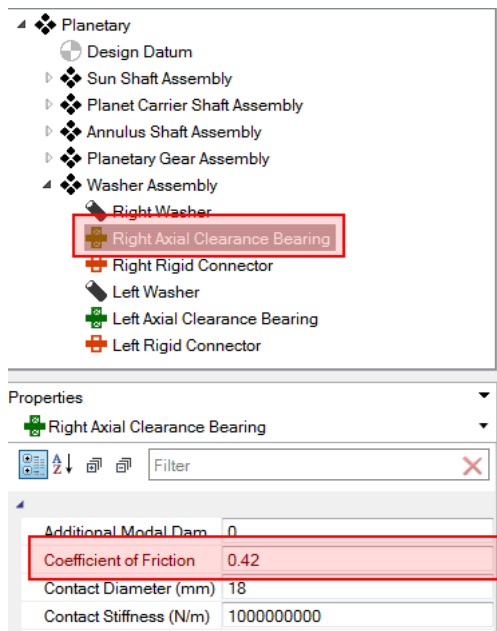 Planetary
Design Datum
Sun Shaft Assembly
Planet Carrier Shaft Assembly
Annulus Shaft Assembly
Planetary Gear Assembly
Washer Assembly
Right Washer
Right Axial Clearance Bearing
Right Rigid Connector
Left Washer
Left Axial Clearance Bearing
Left Rigid Connector
Properties
Right Axial Clearance Bearing
Filter
Additional Modal Dam 0
Coefficient of Friction 0.42
Contact Diameter (mm) 18
Contact Stiffness (N/m) 1000000000